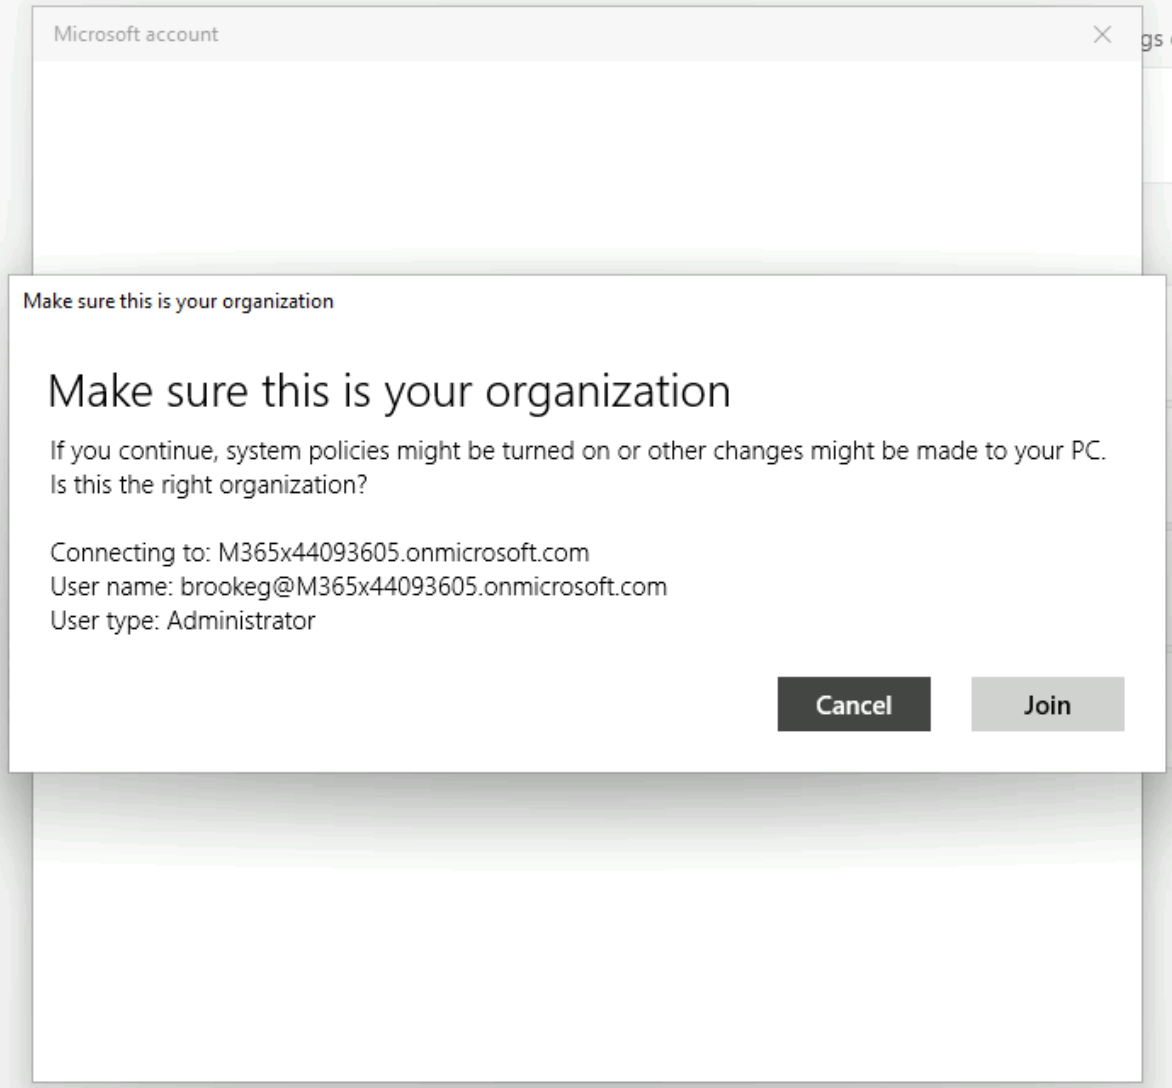 Microsoft account
gs
Make sure this is your organization
Make sure this is your organization
If you continue, system policies might be turned on or other changes might be made to your PC.
Is this the right organization?
Connecting to: M365x44093605.onmicrosoft.com
User name: brookeg@M365x44093605.onmicrosoft.com
User type: Administrator
Cancel
Join